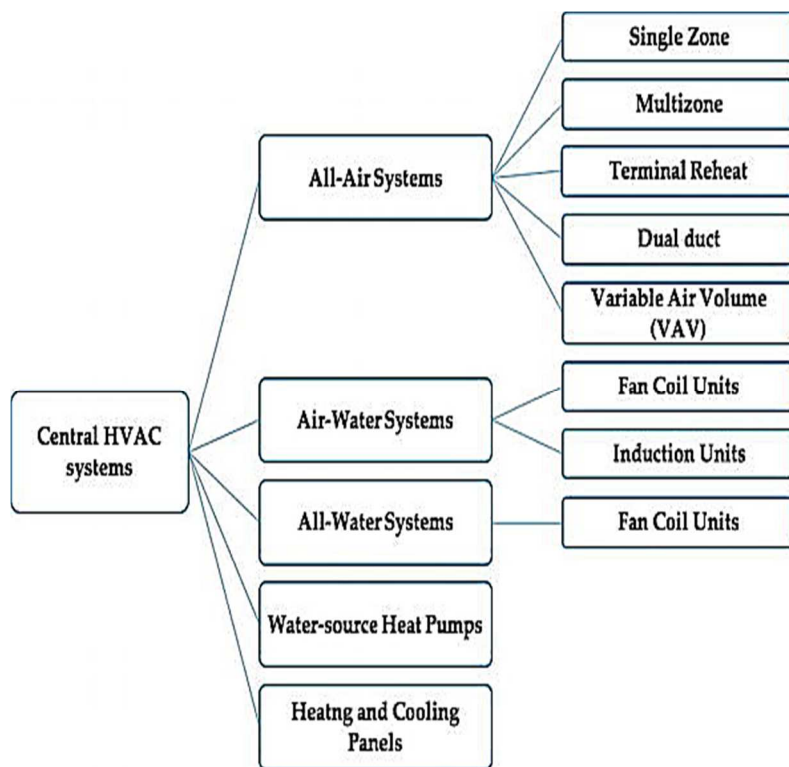 Single Zone
Multizone
All-Air Systems
Terminal Reheat
Dual duct
Variable Air Volume
(VAV)
Central HVAC
systems
Air-Water Systems
Fan Coil Units
Induction Units
All-Water Systems
Fan Coil Units
Water-source Heat Pumps
Heatng and Cooling
Panels